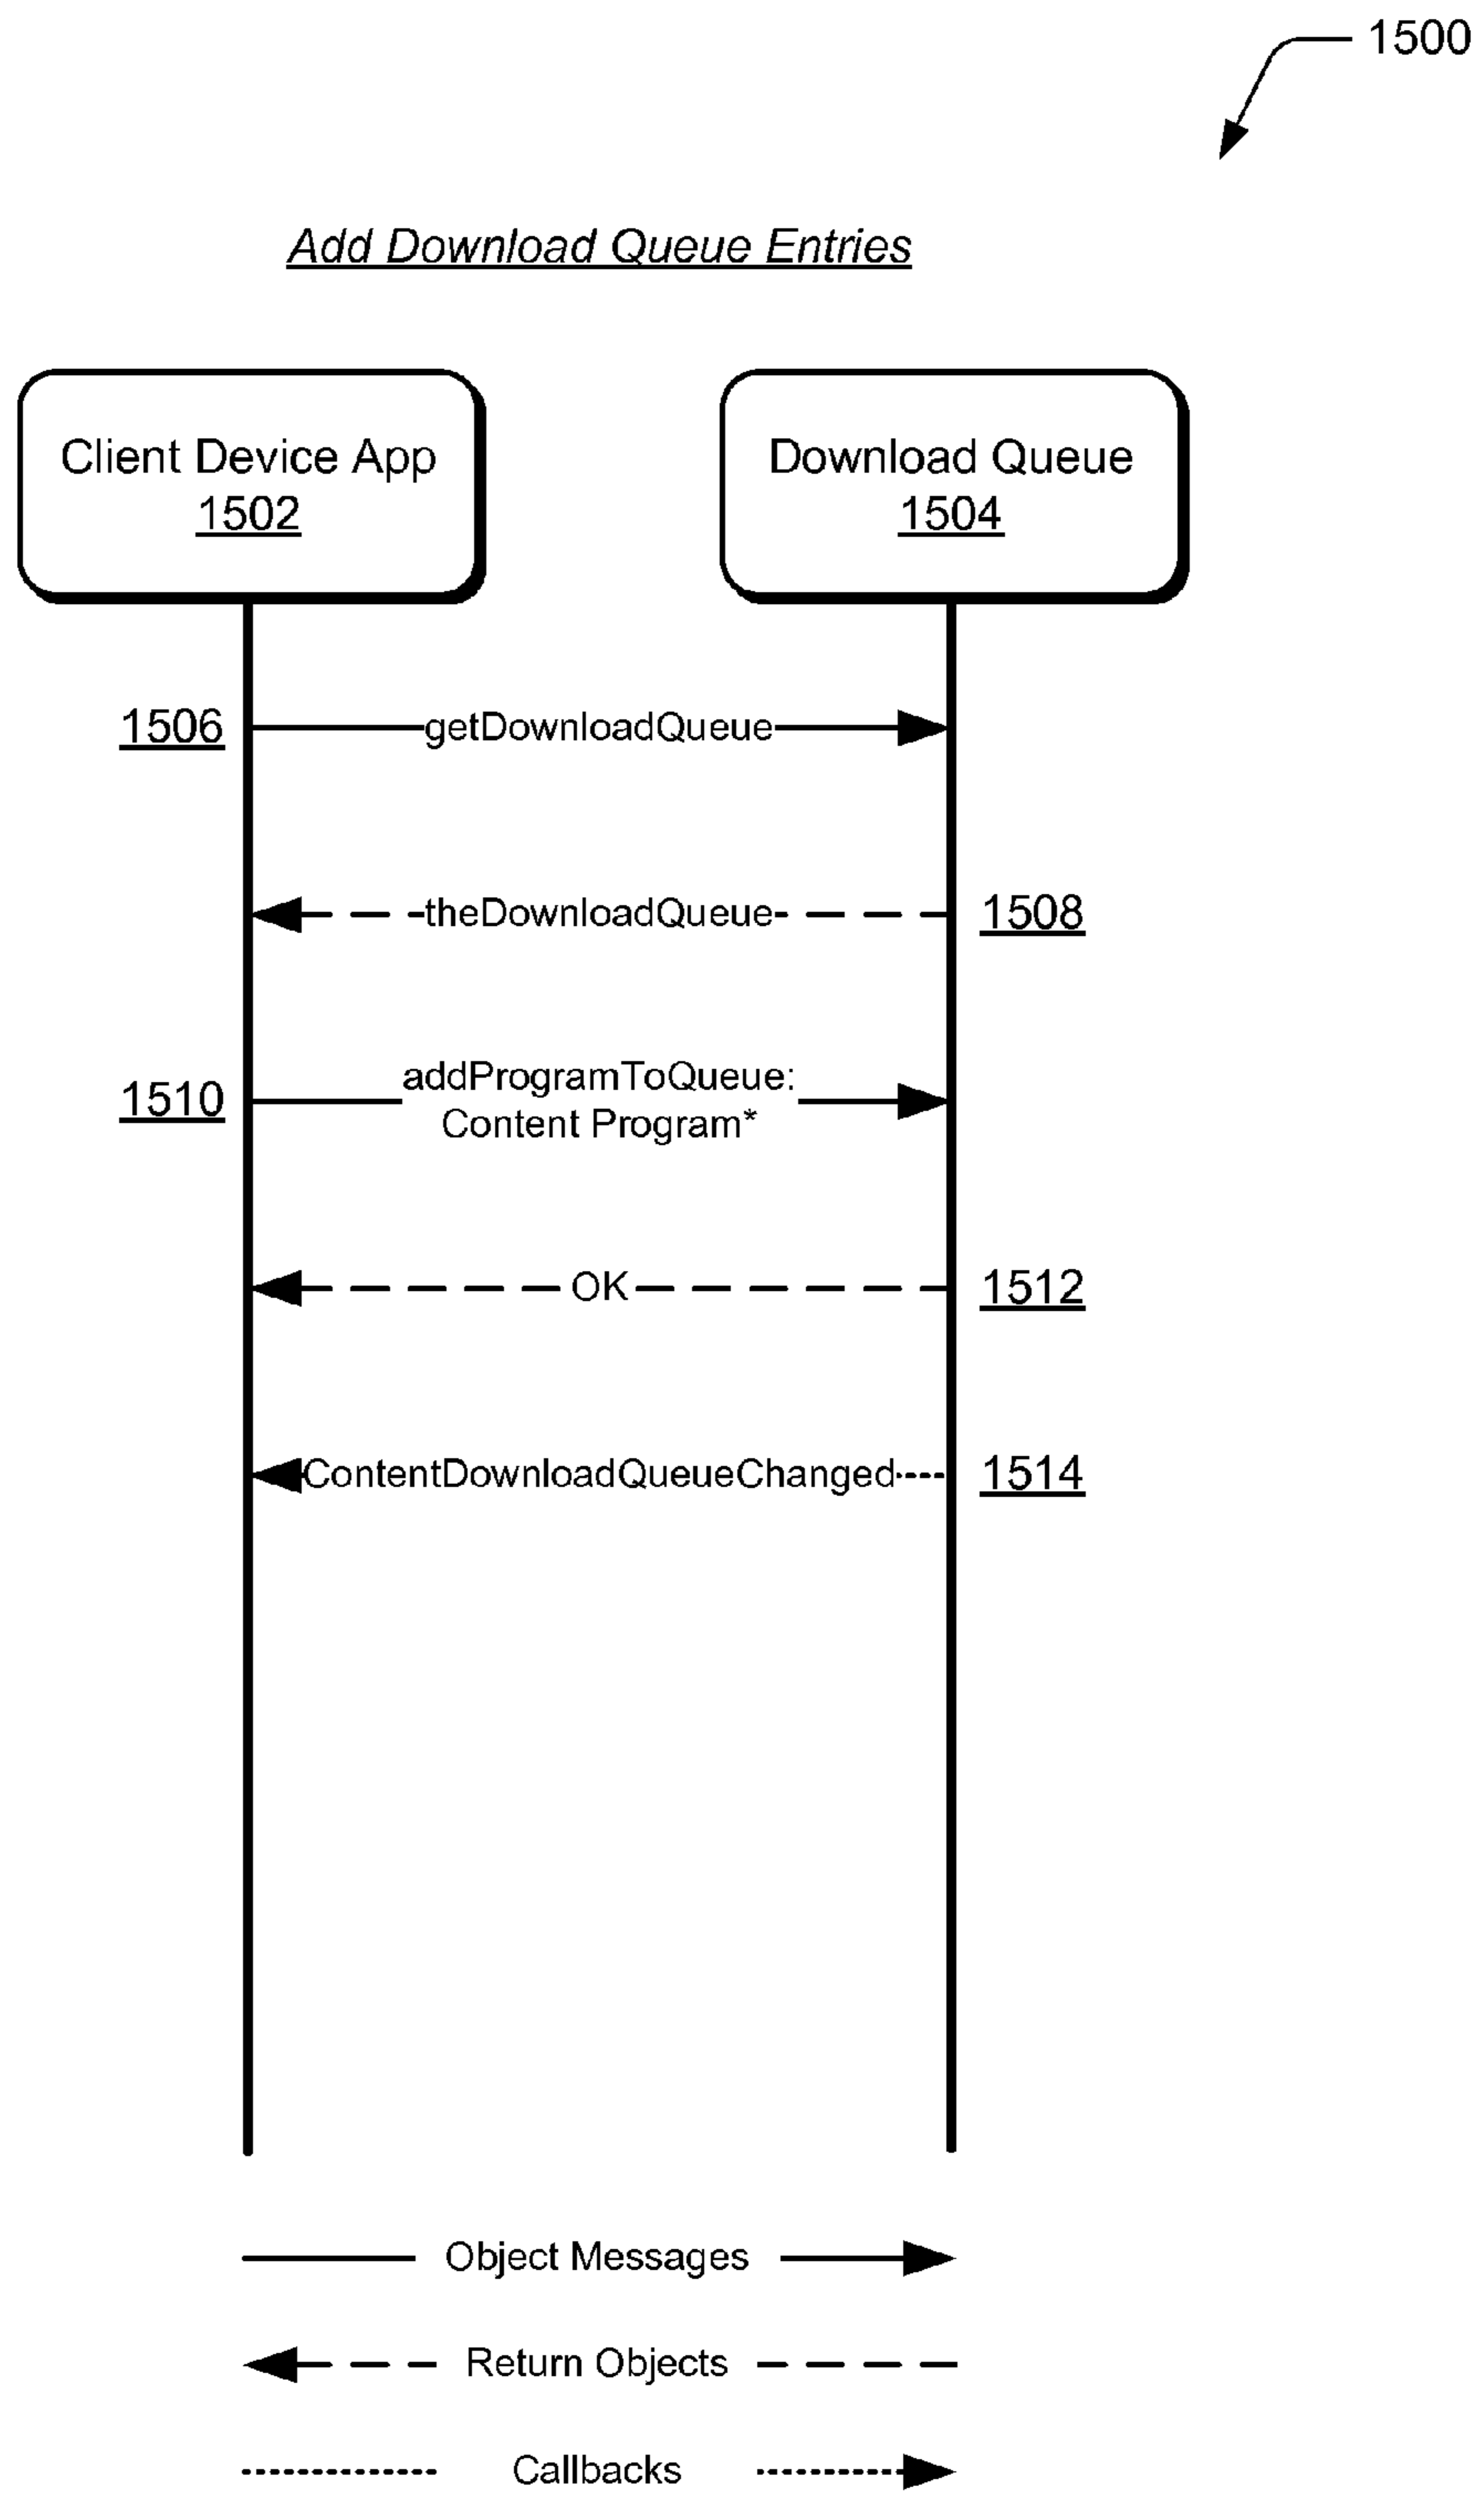 1500
Add Download Queue Entries
Client Device App
1502
Download Queue
1504
1506
getDownloadQueue
theDownloadQueue
1508
1510
addProgramToQueue:
Content Program*
OK
1512
ContentDownloadQueueChanged
1514
Object Messages
Return Objects
Callbacks